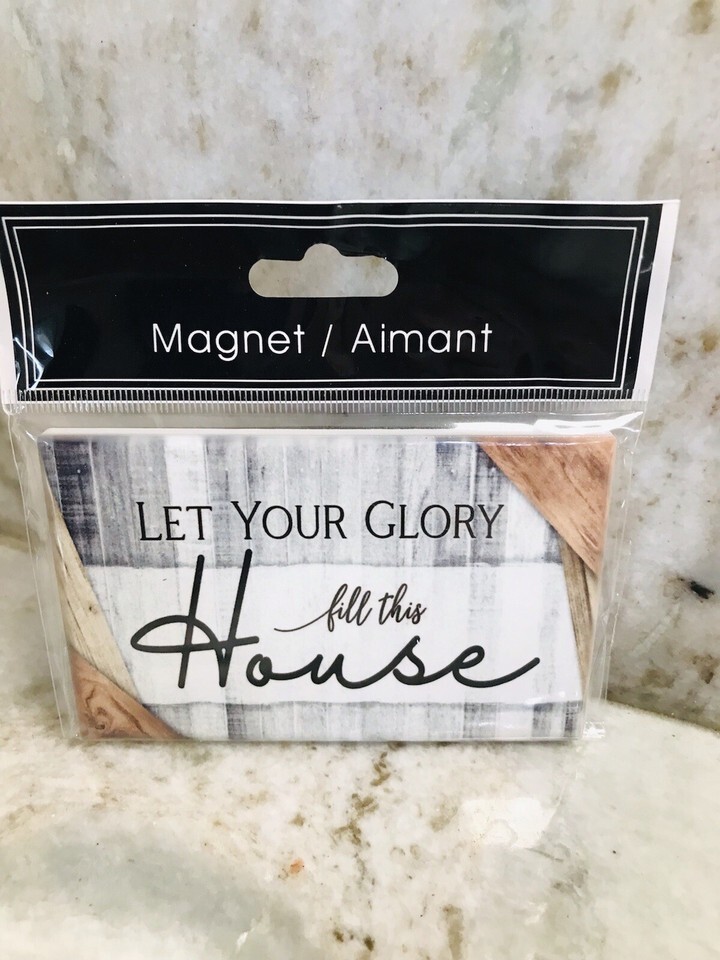 Magnet / Aimant
LET YOUR GLORY
fill this
House